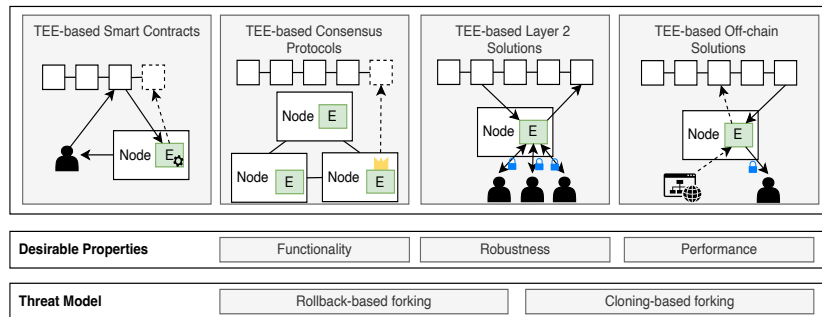 TEE-based Smart Contracts
Node
E
TEE-based Consensus
Protocols
Node
E
Node
E
Node
E
TEE-based Layer 2
Solutions
Node
E
TEE-based Off-chain
Solutions
Node
E
Desirable Properties
Functionality
Robustness
Performance
Threat Model
Rollback-based forking
Cloning-based forking